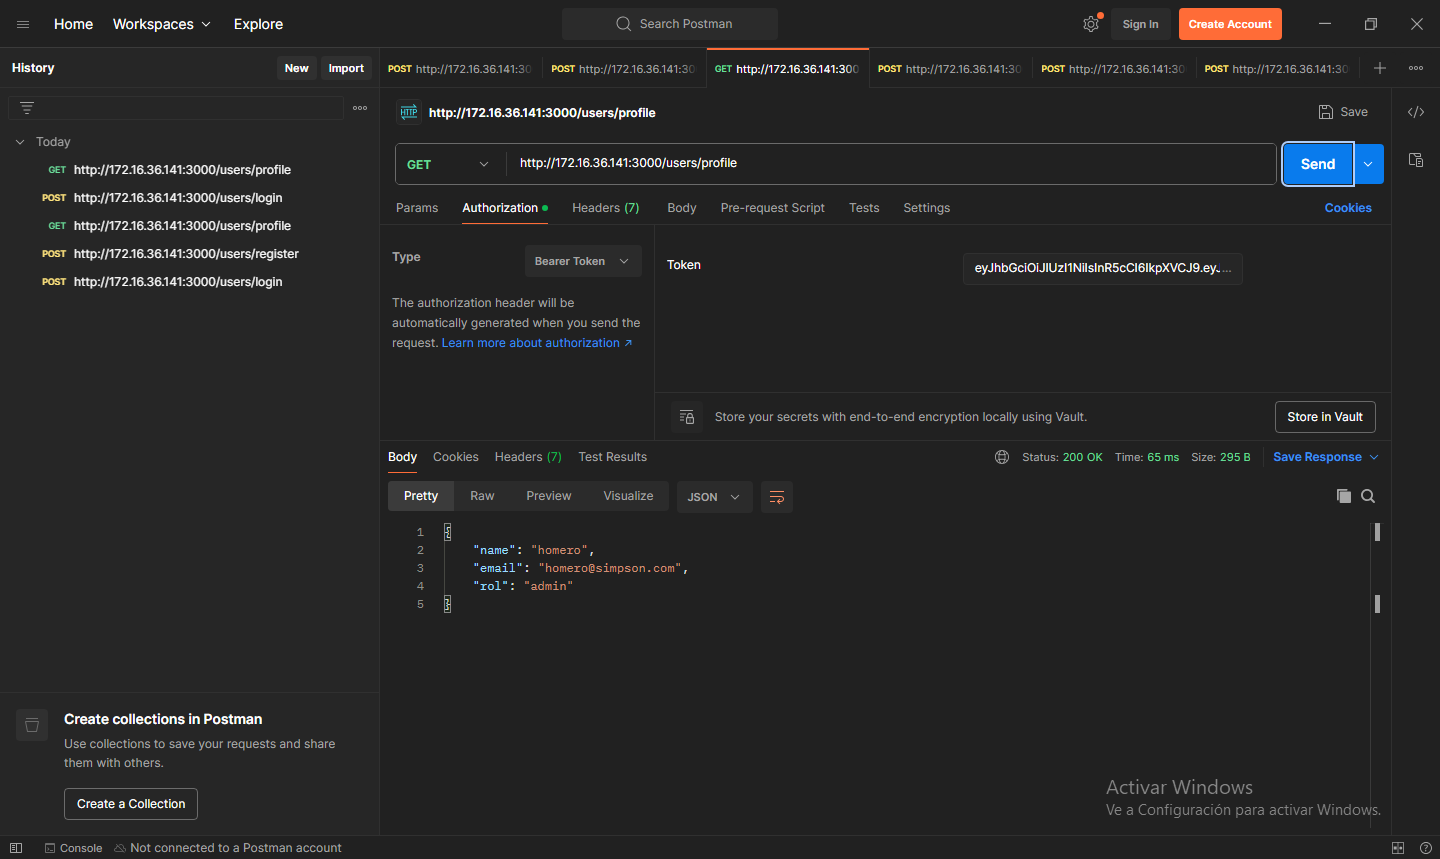 Home Workspaces Explore Search Postman Sign In Create Account
History New Import
POST http://172.16.36.141:30 POST http://172.16.36.141:30 GET http://172.16.36.141:300 POST http://172.16.36.141:30 POST http://172.16.36.141:30 POST http://172.16.36.141:30
HTTP http://172.16.36.141:3000/users/profile Save
Today
GET http://172.16.36.141:3000/users/profile
POST http://172.16.36.141:3000/users/login
GET http://172.16.36.141:3000/users/profile
POST http://172.16.36.141:3000/users/register
POST http://172.16.36.141:3000/users/login
GET http://172.16.36.141:3000/users/profile Send
Params Authorization Headers (7) Body Pre-request Script Tests Settings Cookies
Type Bearer Token
The authorization header will be
automatically generated when you send the
request. Learn more about authorization
Token eyJhbGciOiJIUzI1NiIsInR5cCI6IkpXVCJ9.eyJ...
Store your secrets with end-to-end encryption locally using Vault. Store in Vault
Body Cookies Headers (7) Test Results Status: 200 OK Time: 65 ms Size: 295 B Save Response
Pretty Raw Preview Visualize JSON
1 {
2 "name": "homero",
3 "email": "homero@simpson.com",
4 "rol": "admin"
5 }
Create collections in Postman
Use collections to save your requests and share
them with others.
Create a Collection
Activar Windows
Ve a Configuración para activar Windows.
Console Not connected to a Postman account